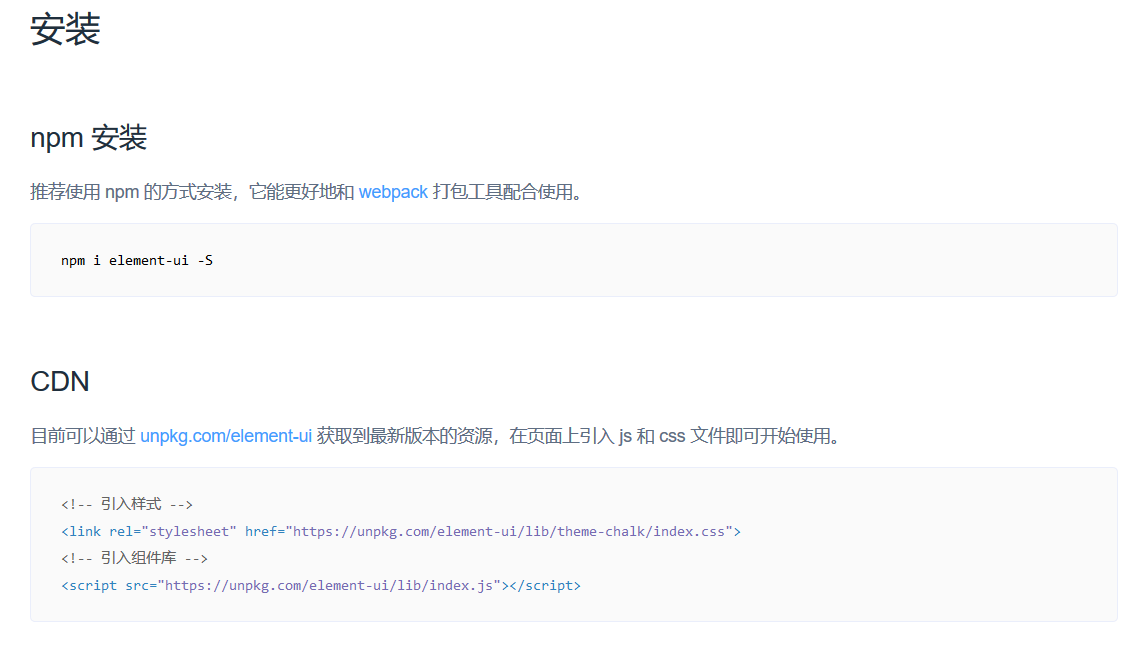 安装
npm 安装
推荐使用 npm 的方式安装，它能更好地和 webpack 打包工具配合使用。
npm i element-ui -S
CDN
目前可以通过 unpkg.com/element-ui 获取到最新版本的资源，在页面上引入 js 和 css 文件即可开始使用。
<!-- 引入样式 -->
<link rel="stylesheet" href="https://unpkg.com/element-ui/lib/theme-chalk/index.css">
<!-- 引入组件库 -->
<script src="https://unpkg.com/element-ui/lib/index.js"></script>